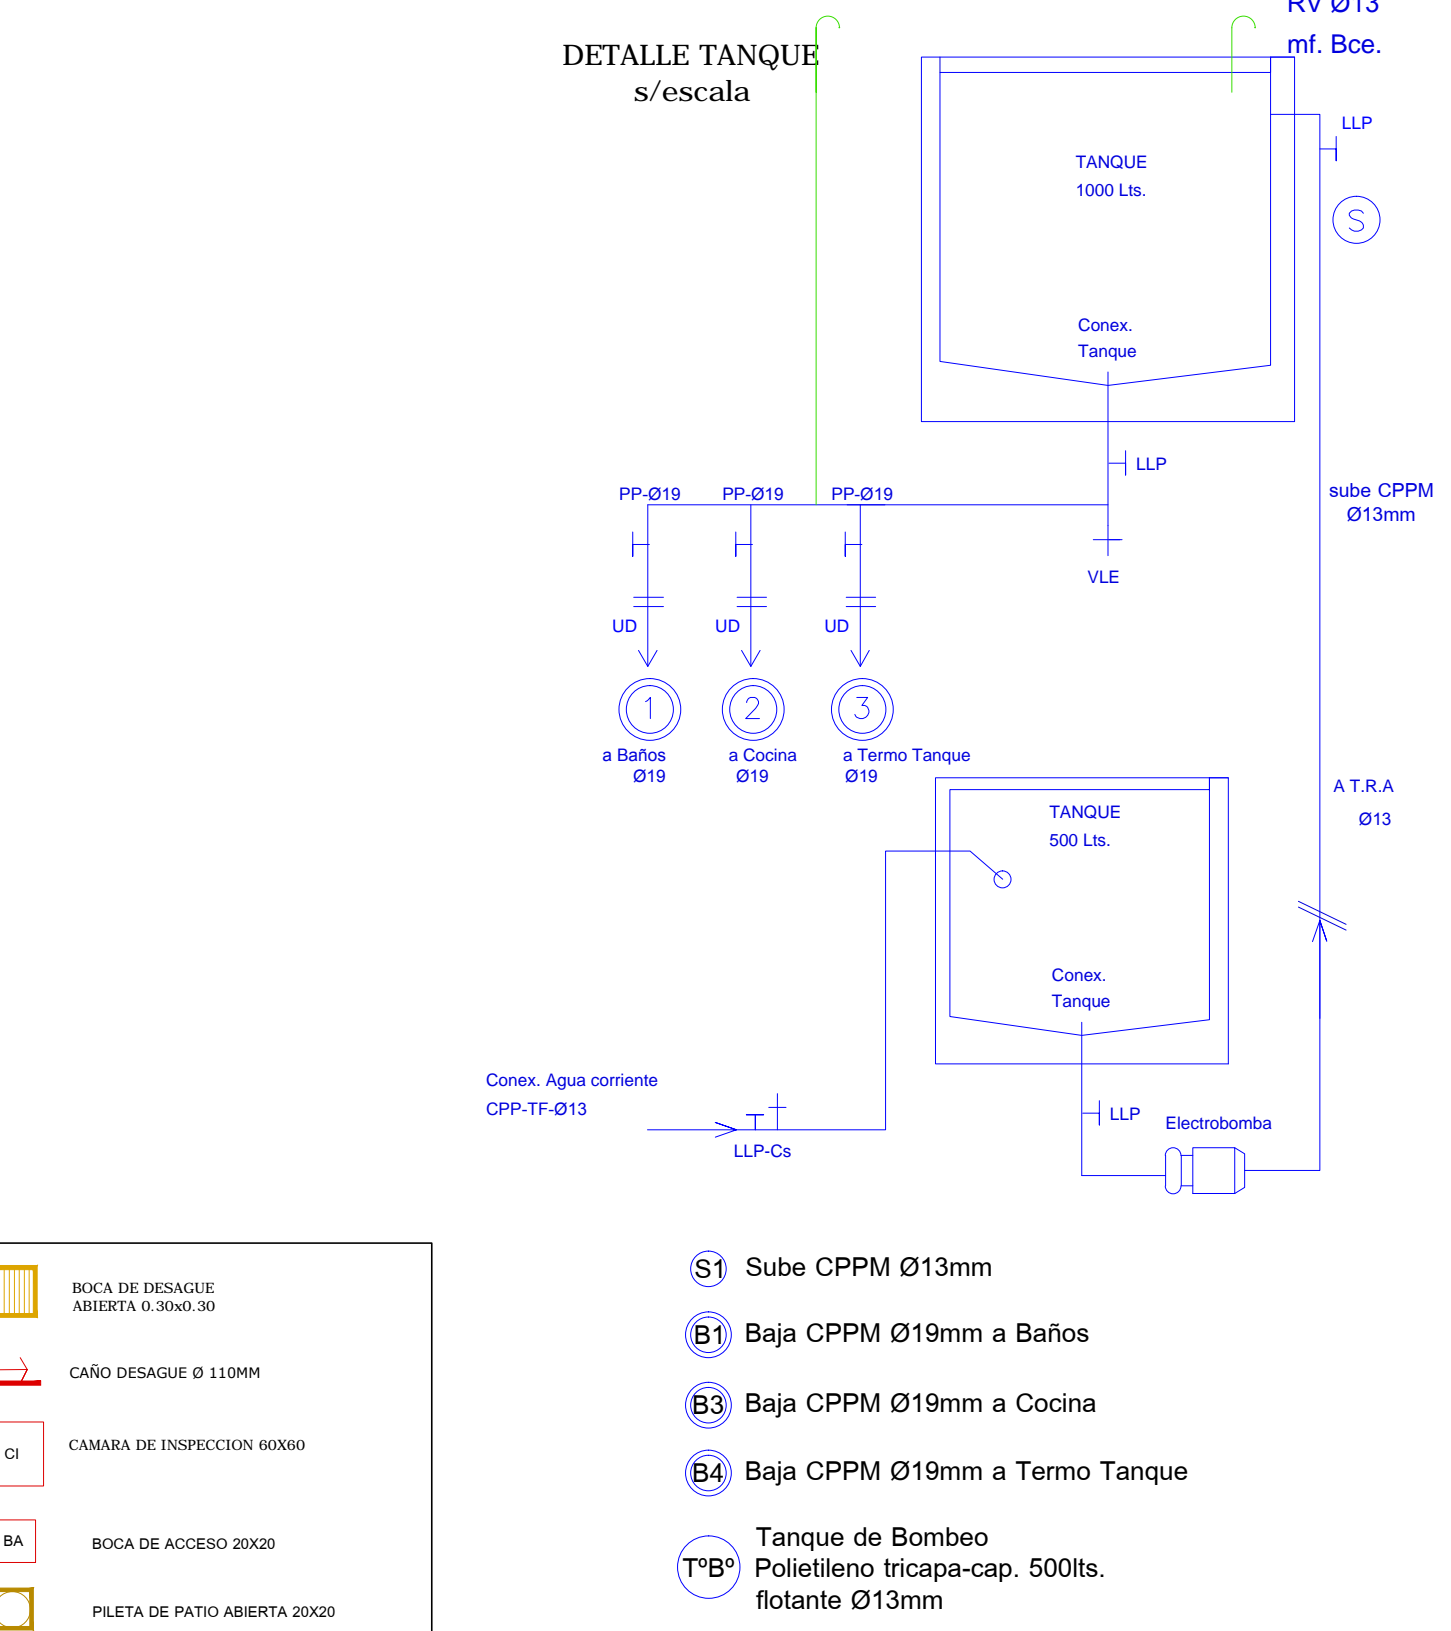 RV Ø13
mf. Bce.
DETALLE TANQUE
s/escala
LLP
TANQUE
1000 Lts.
S
Conex.
Tanque
LLP
PP-Ø19 PP-Ø19 PP-Ø19
sube CPPM
Ø13mm
VLE
UD UD UD
1 2 3
a Baños a Cocina a Termo Tanque
Ø19 Ø19 Ø19
A T.R.A
Ø13
TANQUE
500 Lts.
Conex.
Tanque
Conex. Agua corriente
CPP-TF-Ø13
LLP
Electrobomba
LLP-Cs
BOCA DE DESAGUE
ABIERTA 0.30x0.30
CAÑO DESAGUE Ø 110MM
CI CAMARA DE INSPECCION 60X60
BA BOCA DE ACCESO 20X20
PILETA DE PATIO ABIERTA 20X20
S1 Sube CPPM Ø13mm
B1 Baja CPPM Ø19mm a Baños
B3 Baja CPPM Ø19mm a Cocina
B4 Baja CPPM Ø19mm a Termo Tanque
TºBº
Tanque de Bombeo
Polietileno tricapa-cap. 500lts.
flotante Ø13mm